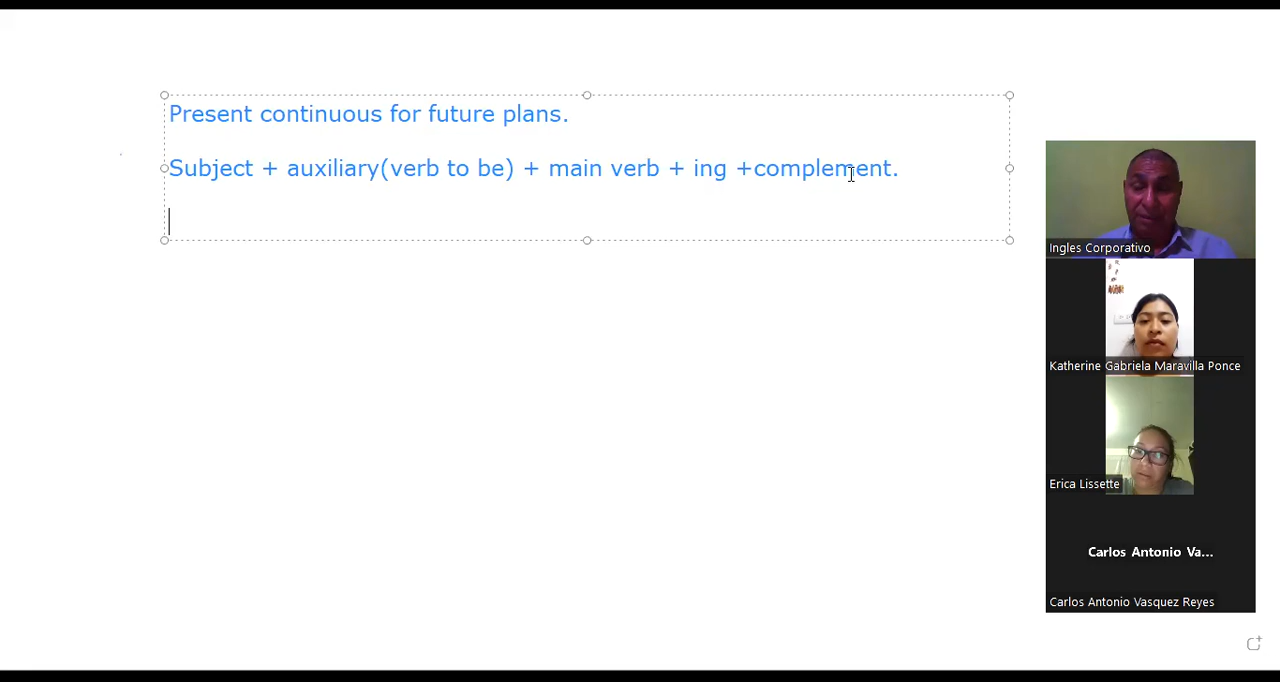 Present continuous for future plans.
Subject + auxiliary(verb to be) + main verb + ing +complement.
Ingles Corporativo
Katherine Gabriela Maravilla Ponce
Erica Lissette
Carlos Antonio Va...
Carlos Antonio Vasquez Reyes